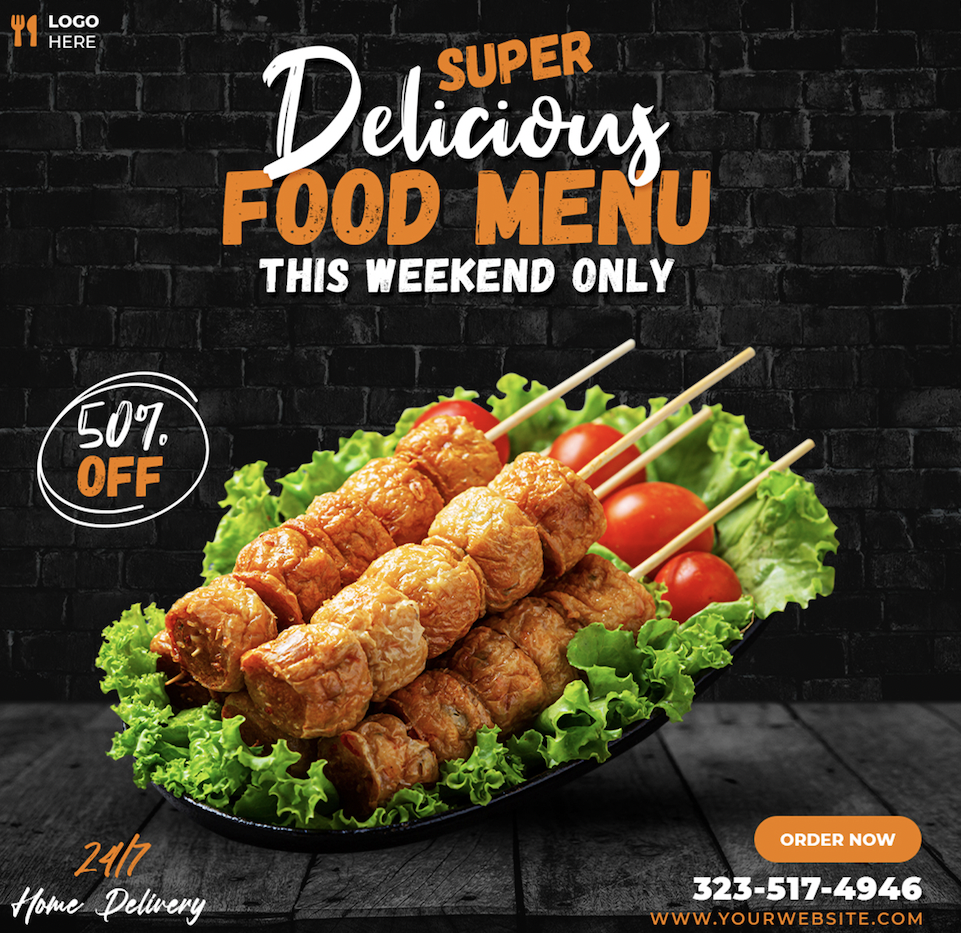 LOGO
HERE
SUPER
Delicious
FOOD MENU
THIS WEEKEND ONLY
50%
OFF
24/7
Home Delivery
ORDER NOW
323-517-4946
WWW.YOURWEBSITE.COM